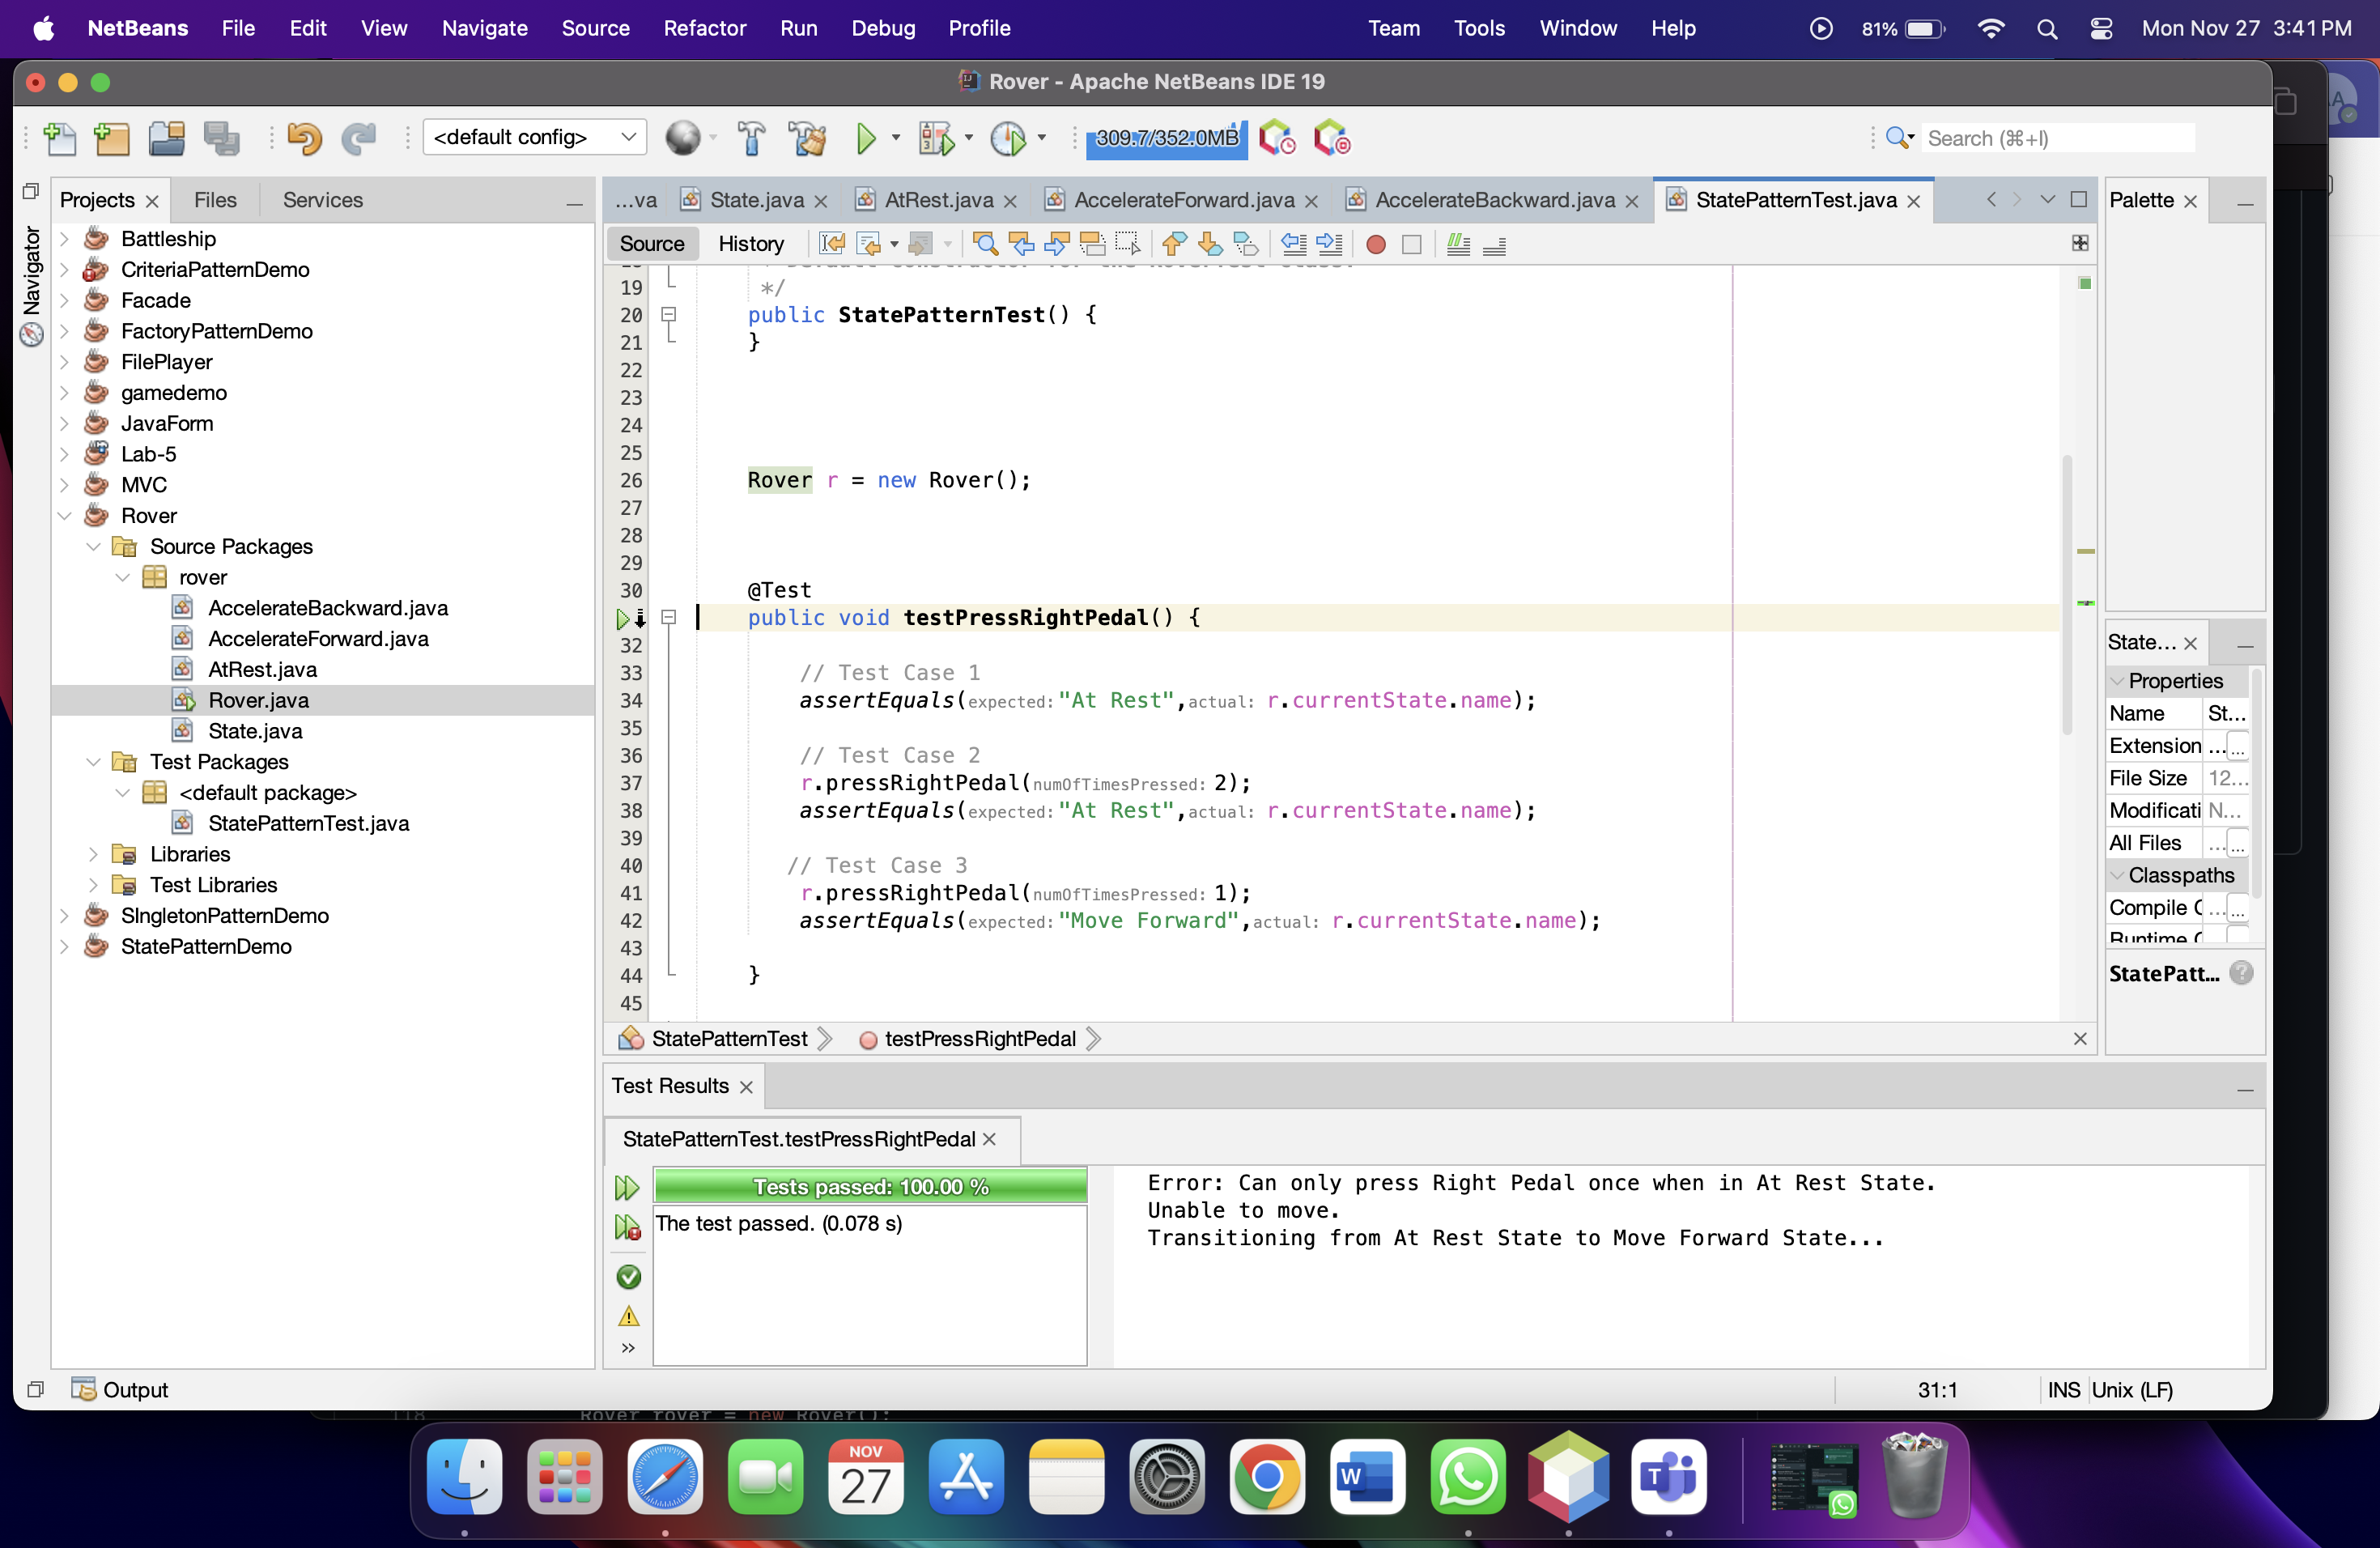 NetBeans File Edit View Navigate Source Refactor Run Debug Profile Team Tools Window Help 81% Mon Nov 27 3:41 PM
Rover - Apache NetBeans IDE 19
<default config> 309.7/352.0MB Search (⌘+I)
Projects Files Services
Navigator
Battleship
CriteriaPatternDemo
Facade
FactoryPatternDemo
FilePlayer
gamedemo
JavaForm
Lab-5
MVC
Rover
Source Packages
rover
AccelerateBackward.java
AccelerateForward.java
AtRest.java
Rover.java
State.java
Test Packages
<default package>
StatePatternTest.java
Libraries
Test Libraries
SIngletonPatternDemo
StatePatternDemo
...va State.java AtRest.java AccelerateForward.java AccelerateBackward.java StatePatternTest.java
Source History
19 */
20 public StatePatternTest() {
21 }
22
23
24
25
26 Rover r = new Rover();
27
28
29
30 @Test
public void testPressRightPedal() {
32
33 // Test Case 1
34 assertEquals(expected: "At Rest",actual: r.currentState.name);
35
36 // Test Case 2
37 r.pressRightPedal(numOfTimesPressed: 2);
38 assertEquals(expected: "At Rest",actual: r.currentState.name);
39
40 // Test Case 3
41 r.pressRightPedal(numOfTimesPressed: 1);
42 assertEquals(expected: "Move Forward",actual: r.currentState.name);
43
44 }
45
StatePatternTest testPressRightPedal
Palette
State...
Properties
Name St...
Extension ... ...
File Size 12...
Modificati N...
All Files ... ...
Classpaths
Compile C ... ...
Runtime C
StatePatt... ?
Test Results
StatePatternTest.testPressRightPedal
Tests passed: 100.00 %
The test passed. (0.078 s)
Error: Can only press Right Pedal once when in At Rest State.
Unable to move.
Transitioning from At Rest State to Move Forward State...
Output 31:1 INS Unix (LF)
118 Rover rover = new Rover();
NOV
27
W
T